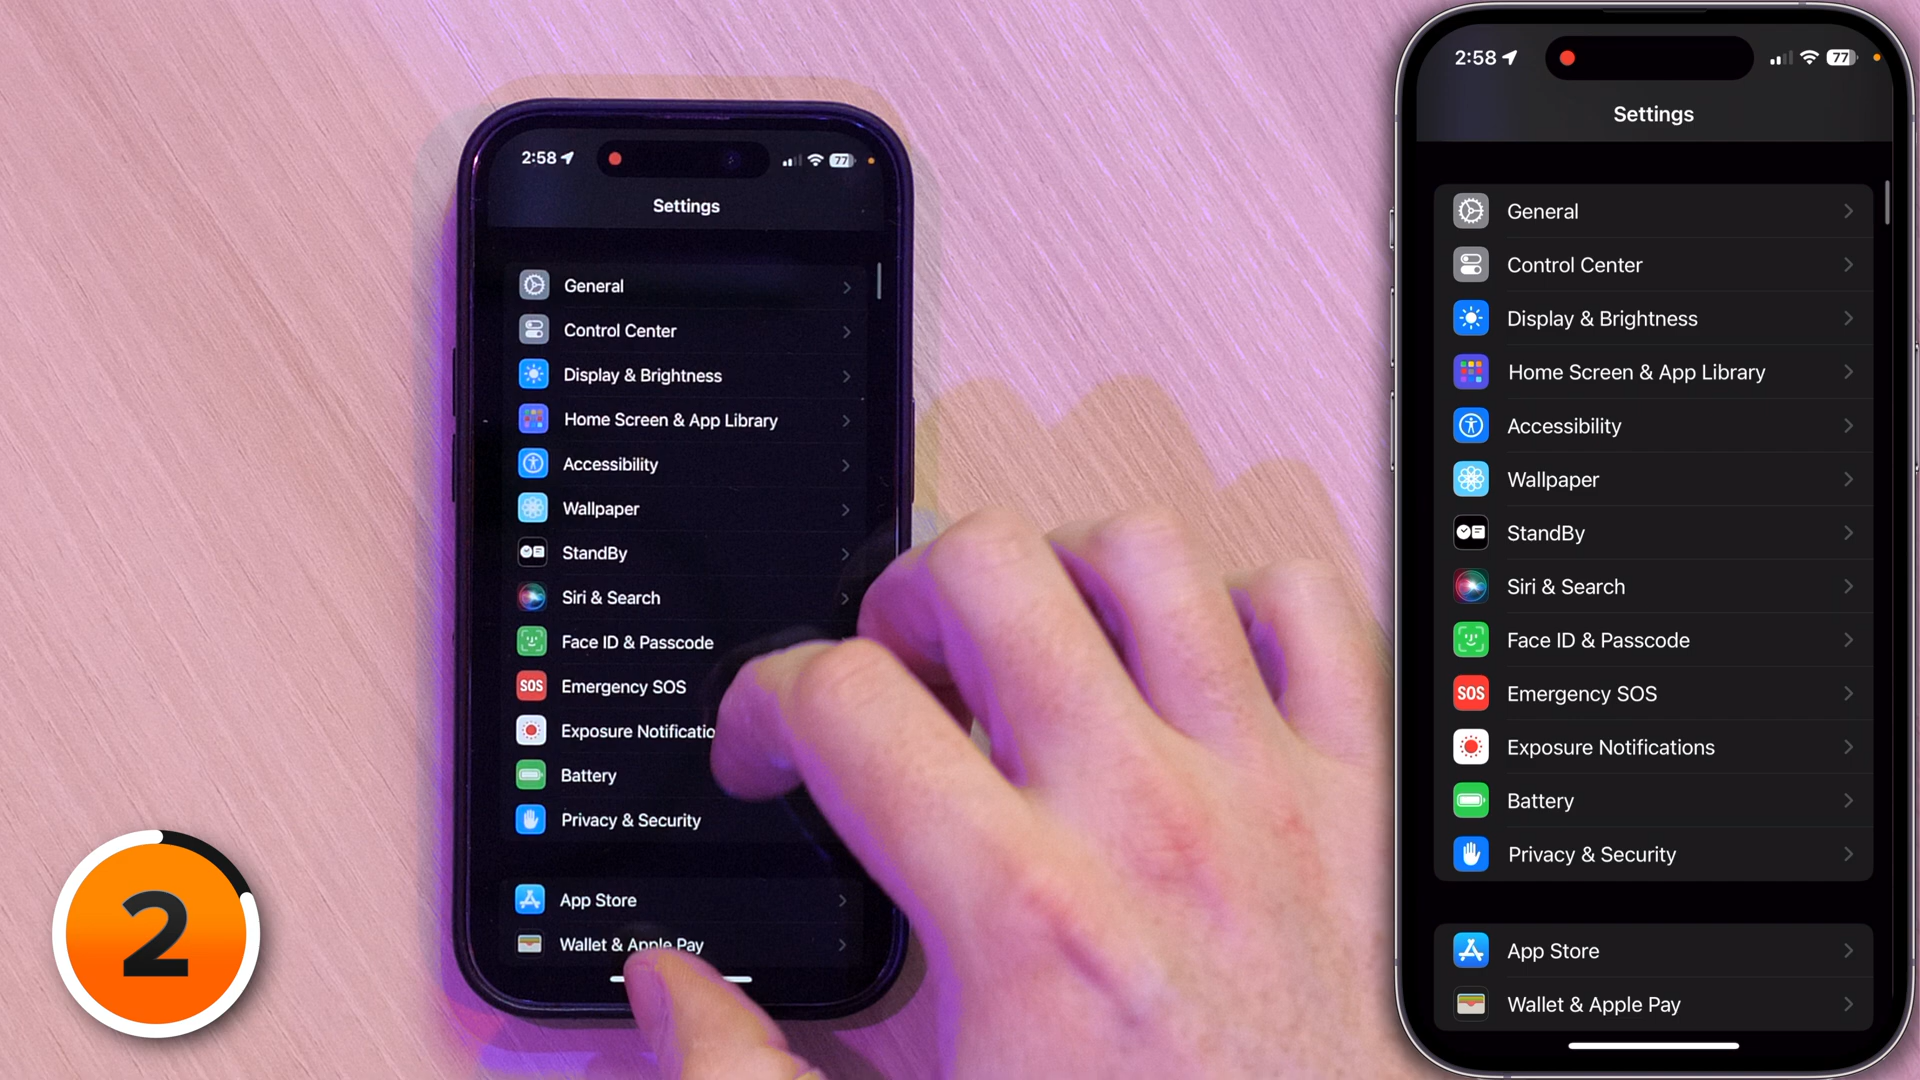 2:58
77
Settings
General
Control Center
Display & Brightness
Home Screen & App Library
Accessibility
Wallpaper
StandBy
Siri & Search
Face ID & Passcode
SOS
Emergency SOS
Exposure Notificatio
Battery
Privacy & Security
App Store
Wallet & Apple Pay
2
2:58
77
Settings
General
Control Center
Display & Brightness
Home Screen & App Library
Accessibility
Wallpaper
StandBy
Siri & Search
Face ID & Passcode
SOS
Emergency SOS
Exposure Notifications
Battery
Privacy & Security
App Store
Wallet & Apple Pay